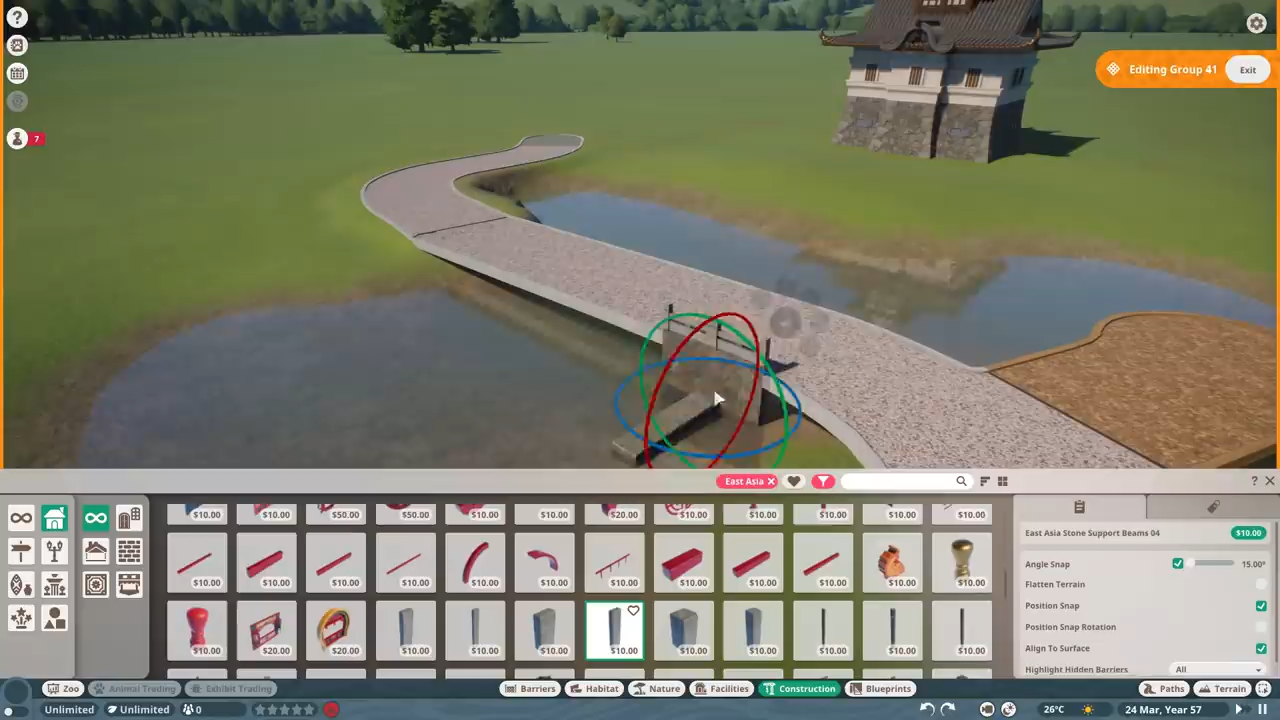 ?
Editing Group 41
Exit
7
East Asia ×
? ×
$10.00 $10.00 $50.00 $50.00 $10.00 $10.00 $20.00 $10.00 $10.00 $10.00 $10.00 $10.00
East Asia Stone Support Beams 04 $10.00
Angle Snap 15.00°
$10.00 $10.00 $10.00 $10.00 $10.00 $10.00 $10.00 $10.00 $10.00 $10.00 $10.00 $10.00
Flatten Terrain
Position Snap
Position Snap Rotation
$10.00 $20.00 $20.00 $10.00 $10.00 $10.00 $10.00 $10.00 $10.00 $10.00 $10.00 $10.00
Align To Surface
Highlight Hidden Barriers All
Zoo Animal Trading Exhibit Trading Barriers Habitat Nature Facilities Construction Blueprints Paths Terrain
Unlimited Unlimited 0 26°C 24 Mar, Year 57